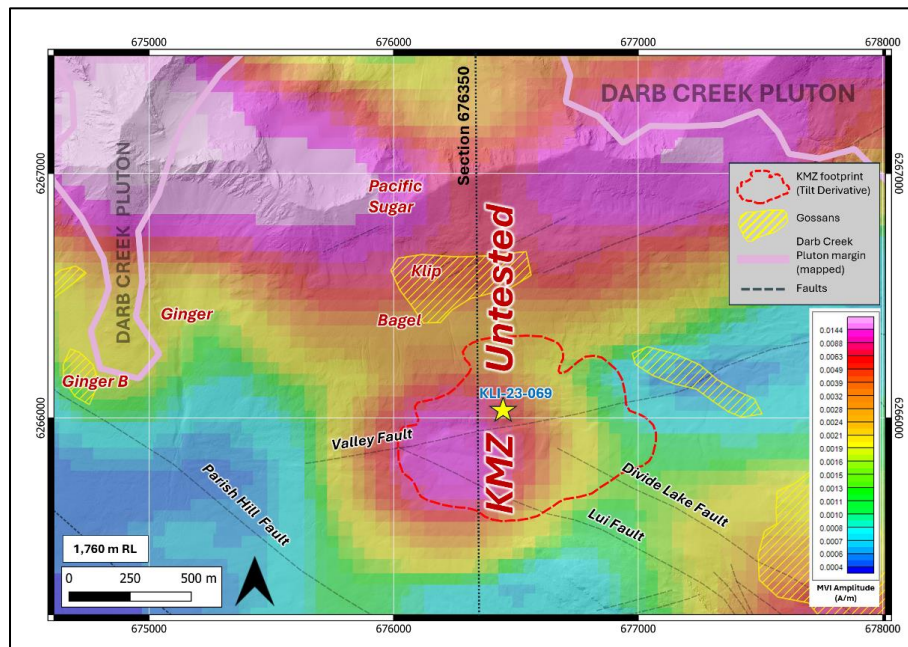 675000
676000
677000
678000
DARB CREEK PLUTON
Section 676350
6267000
6267000
Pacific
Sugar
KMZ footprint
(Tilt Derivative)
Gossans
Darb Creek
Pluton margin
(mapped)
Faults
DARB CREEK PLUTON
Untested
Klip
Ginger
Bagel
0.0144
0.0088
0.0063
0.0049
0.0039
0.0032
0.0028
0.0024
0.0021
0.0019
0.0016
0.0015
0.0013
0.0012
0.0010
0.0009
0.0008
0.0007
0.0006
0.0004
MVI Amplitude
(A/m)
Ginger B
KLI-23-069
6266000
6266000
Valley Fault
KMZ
Parish Hill Fault
Divide Lake Fault
Lui Fault
1,760 m RL
0 250 500 m
675000
676000
677000
678000